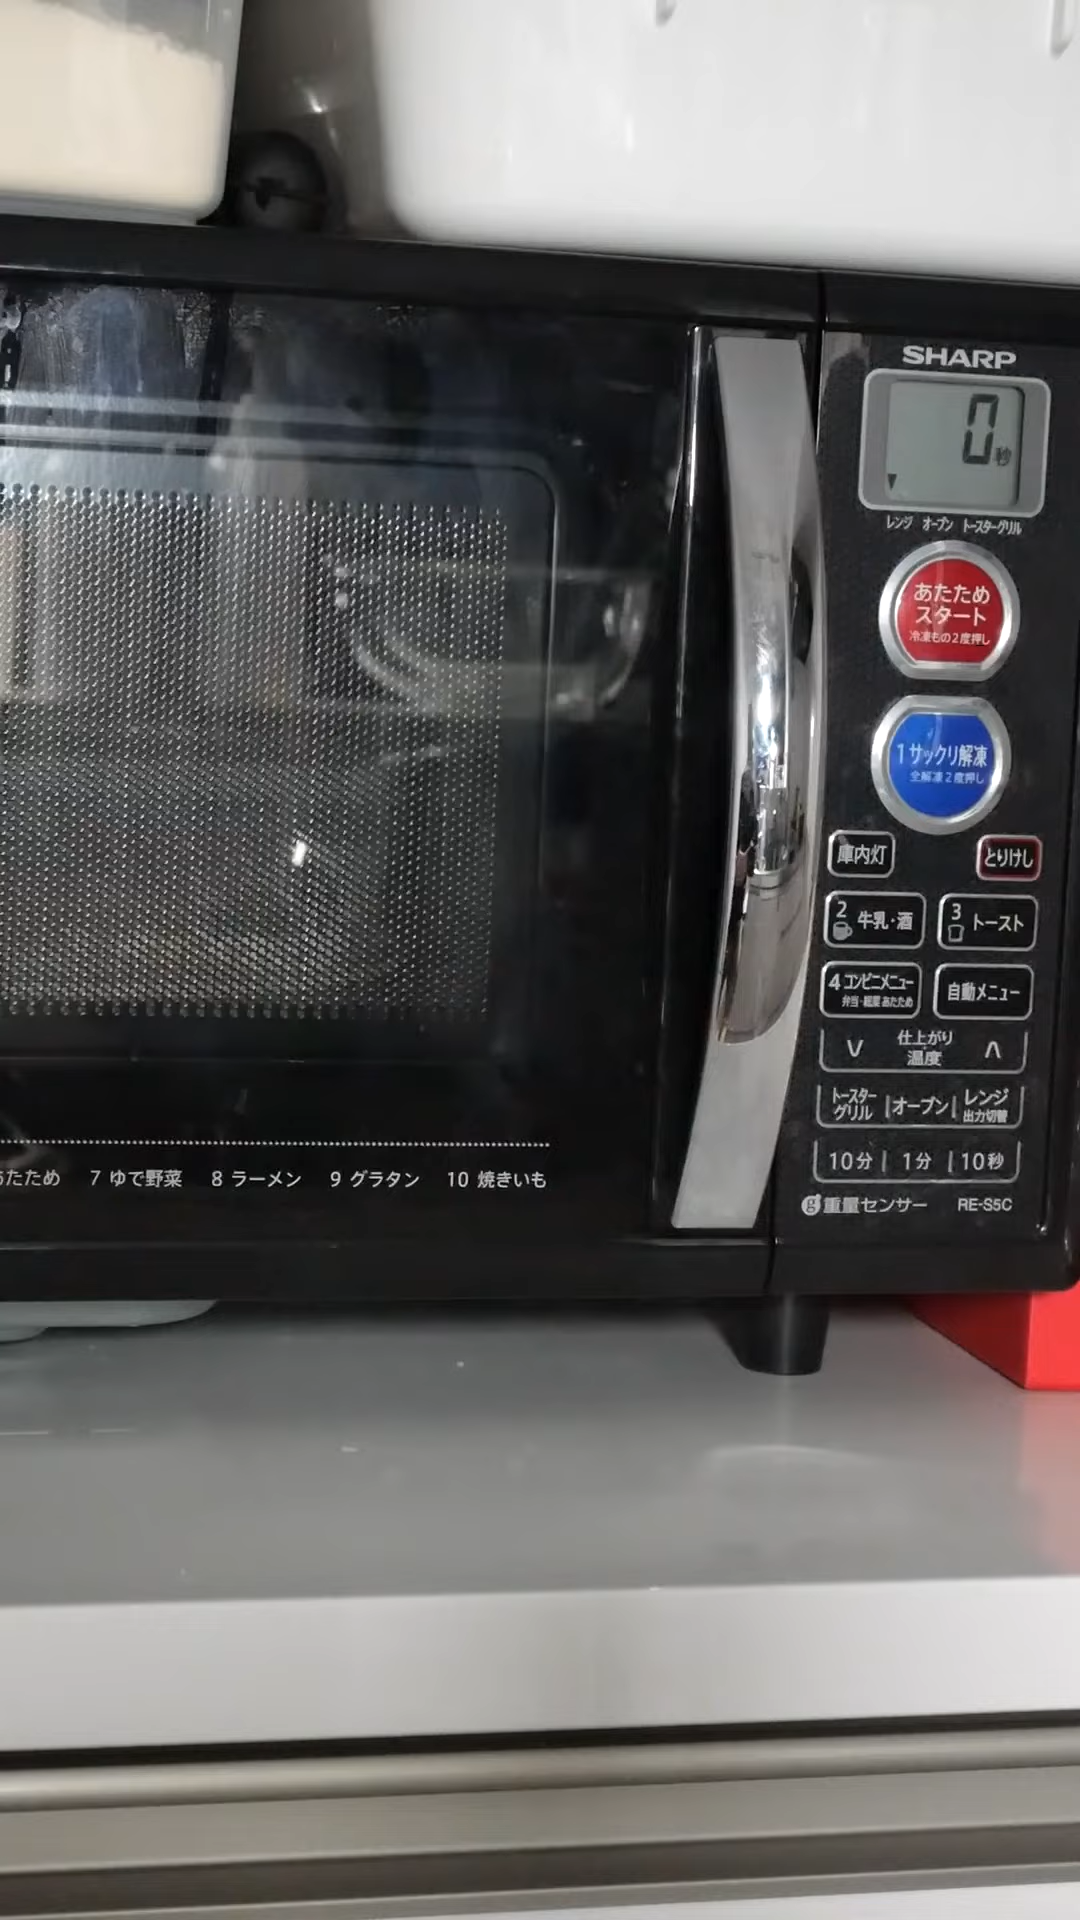 SHARP
0秒
レンジ オーブン トースターグリル
あたため
スタート
冷凍もの2度押し
1 サックリ解凍
全解凍2度押し
庫内灯
とりけし
2 牛乳・酒
3 トースト
4 コンビニメニュー
弁当・総菜 あたため
自動メニュー
∨ 仕上がり ∧
温度
トースター
グリル
オーブン
レンジ
出力切替
10分 1分 10秒
g 重量センサー RE-S5C
あたため 7 ゆで野菜 8 ラーメン 9 グラタン 10 焼きいも